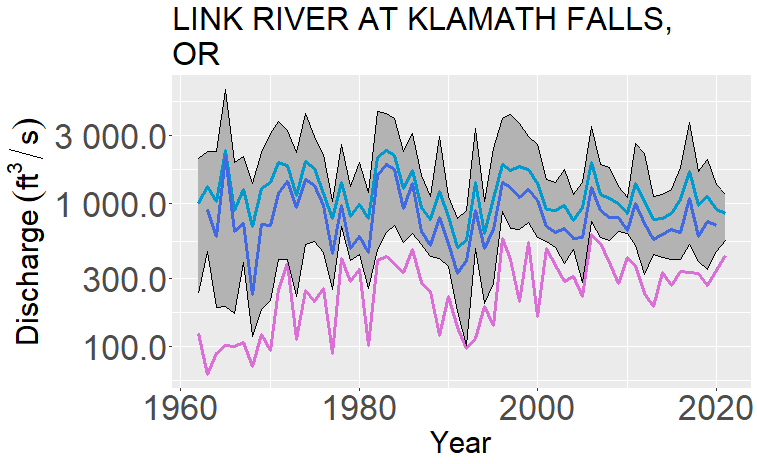 LINK RIVER AT KLAMATH FALLS,
OR
Discharge (ft³/s)
3 000.0
1 000.0
300.0
100.0
1960 1980 2000 2020
Year